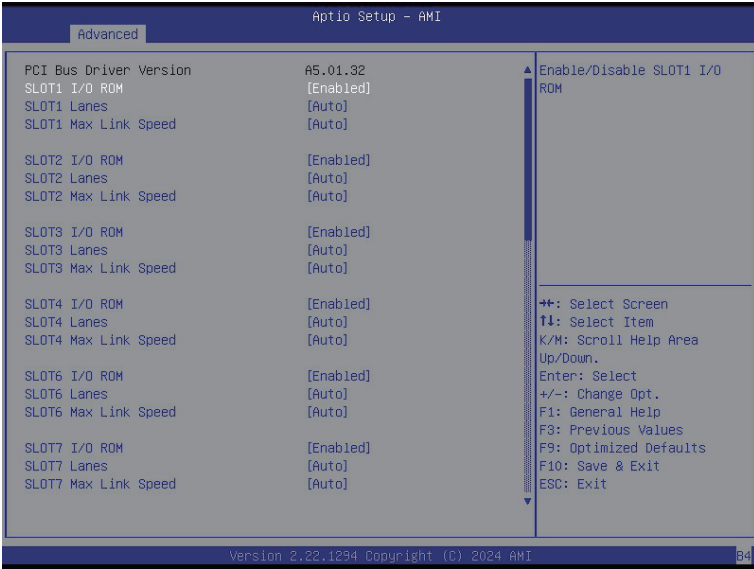 Aptio Setup – AMI
Advanced
PCI Bus Driver Version A5.01.32
SLOT1 I/O ROM [Enabled]
SLOT1 Lanes [Auto]
SLOT1 Max Link Speed [Auto]
SLOT2 I/O ROM [Enabled]
SLOT2 Lanes [Auto]
SLOT2 Max Link Speed [Auto]
SLOT3 I/O ROM [Enabled]
SLOT3 Lanes [Auto]
SLOT3 Max Link Speed [Auto]
SLOT4 I/O ROM [Enabled]
SLOT4 Lanes [Auto]
SLOT4 Max Link Speed [Auto]
SLOT6 I/O ROM [Enabled]
SLOT6 Lanes [Auto]
SLOT6 Max Link Speed [Auto]
SLOT7 I/O ROM [Enabled]
SLOT7 Lanes [Auto]
SLOT7 Max Link Speed [Auto]
Enable/Disable SLOT1 I/O
ROM
→←: Select Screen
↑↓: Select Item
K/M: Scroll Help Area
Up/Down.
Enter: Select
+/-: Change Opt.
F1: General Help
F3: Previous Values
F9: Optimized Defaults
F10: Save & Exit
ESC: Exit
Version 2.22.1294 Copyright (C) 2024 AMI
B4